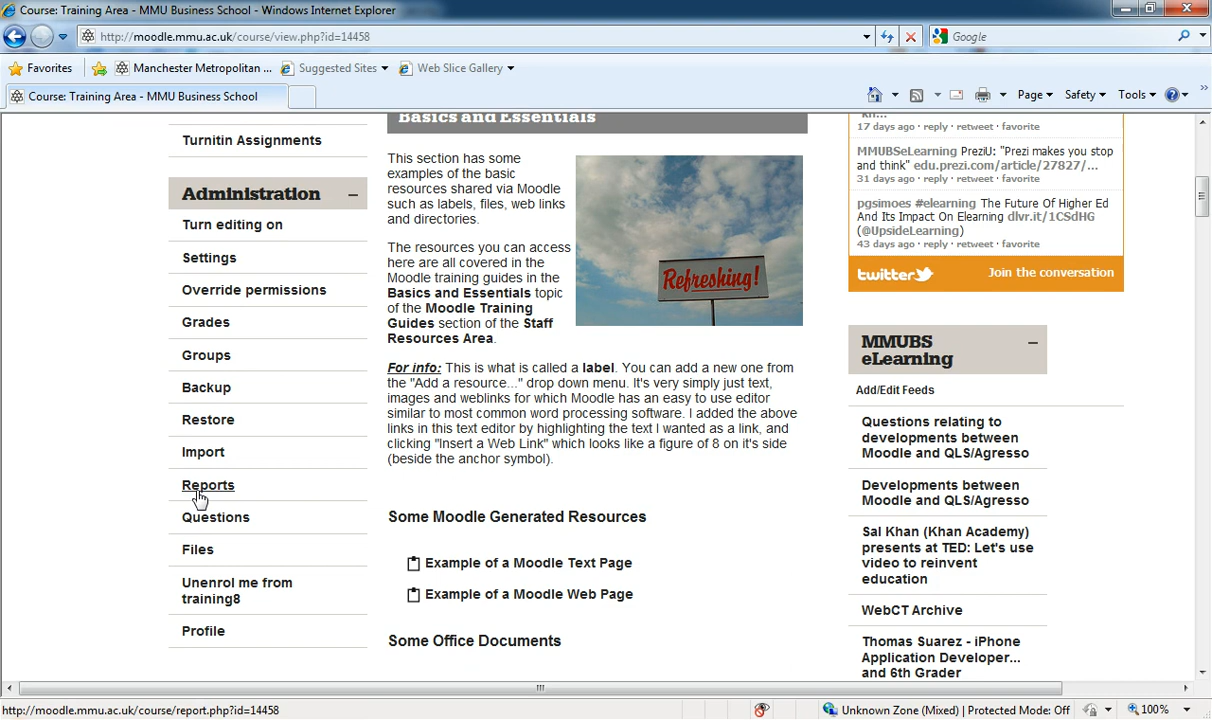 Course: Training Area - MMU Business School - Windows Internet Explorer
http://moodle.mmu.ac.uk/course/view.php?id=14458
Google
Favorites
Manchester Metropolitan ...
Suggested Sites
Web Slice Gallery
Course: Training Area - MMU Business School
Page
Safety
Tools
Turnitin Assignments
Administration
Turn editing on
Settings
Override permissions
Grades
Groups
Backup
Restore
Import
Reports
Questions
Files
Unenrol me from
training8
Profile
Basics and Essentials
This section has some
examples of the basic
resources shared via Moodle
such as labels, files, web links
and directories.
The resources you can access
here are all covered in the
Moodle training guides in the
Basics and Essentials topic
of the Moodle Training
Guides section of the Staff
Resources Area.
Refreshing!
For info: This is what is called a label. You can add a new one from
the "Add a resource..." drop down menu. It's very simply just text,
images and weblinks for which Moodle has an easy to use editor
similar to most common word processing software. I added the above
links in this text editor by highlighting the text I wanted as a link, and
clicking "Insert a Web Link" which looks like a figure of 8 on it's side
(beside the anchor symbol).
Some Moodle Generated Resources
Example of a Moodle Text Page
Example of a Moodle Web Page
Some Office Documents
17 days ago · reply · retweet · favorite
MMUBSeLearning PreziU: "Prezi makes you stop
and think" edu.prezi.com/article/27827/...
31 days ago · reply · retweet · favorite
pgsimoes #elearning The Future Of Higher Ed
And Its Impact On Elearning dlvr.it/1CSdHG
(@UpsideLearning)
43 days ago · reply · retweet · favorite
twitter
Join the conversation
MMUBS
eLearning
Add/Edit Feeds
Questions relating to
developments between
Moodle and QLS/Agresso
Developments between
Moodle and QLS/Agresso
Sal Khan (Khan Academy)
presents at TED: Let's use
video to reinvent
education
WebCT Archive
Thomas Suarez - iPhone
Application Developer...
and 6th Grader
http://moodle.mmu.ac.uk/course/report.php?id=14458
Unknown Zone (Mixed) | Protected Mode: Off
100%